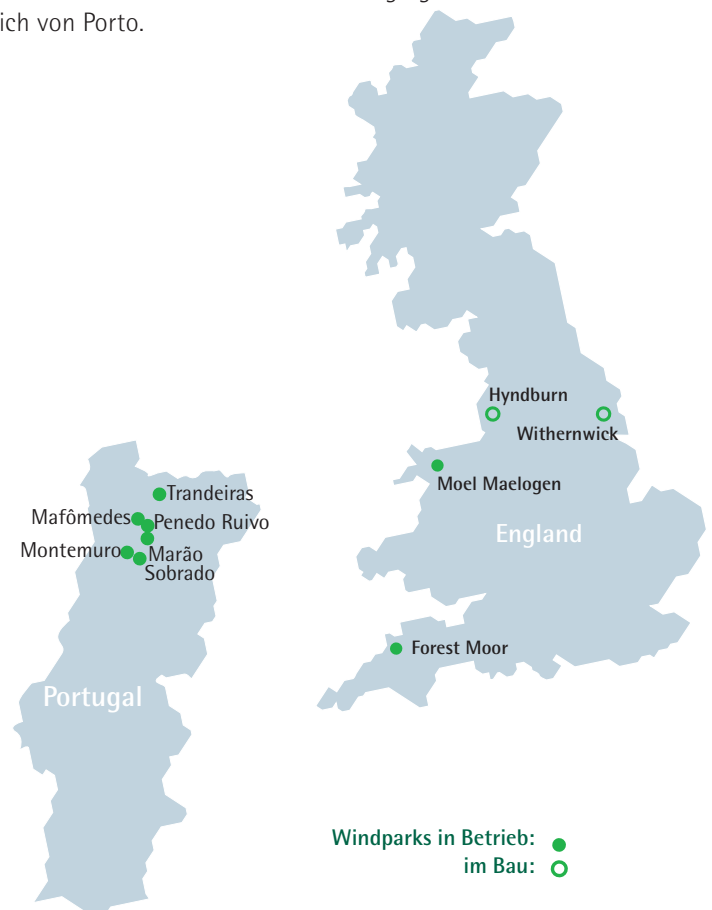 ich von Porto.
Hyndburn
Withernwick
Moel Maelogen
England
Forest Moor
Trandeiras
Mafômedes
Penedo Ruivo
Montemuro
Marão
Sobrado
Portugal
Windparks in Betrieb:
im Bau: